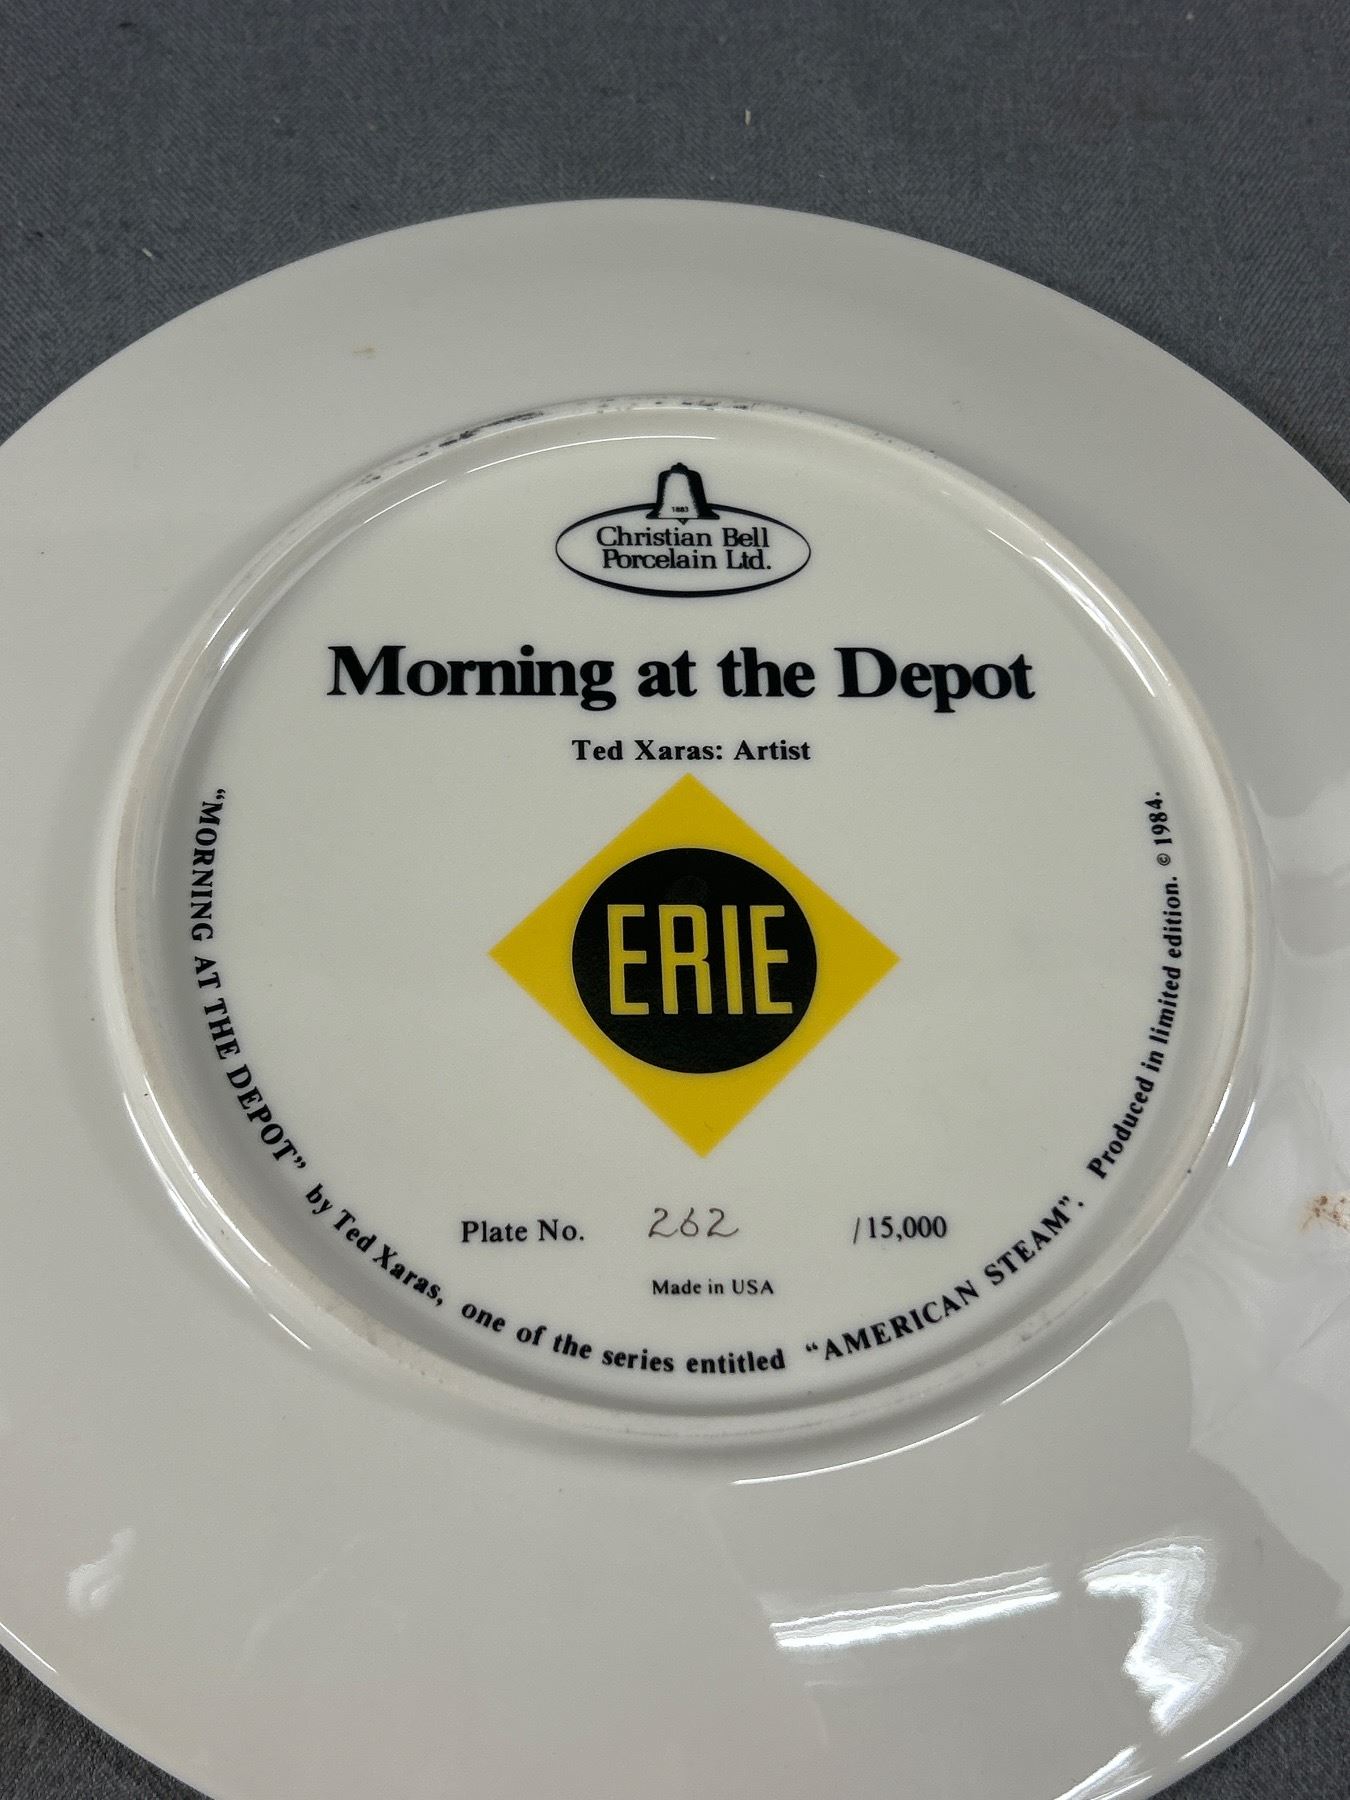 1883
Christian Bell
Porcelain Ltd.
Morning at the Depot
Ted Xaras: Artist
ERIE
Plate No. 262 /15,000
Made in USA
“MORNING AT THE DEPOT” by Ted Xaras, one of the series entitled “AMERICAN STEAM”. Produced in limited edition. © 1984.